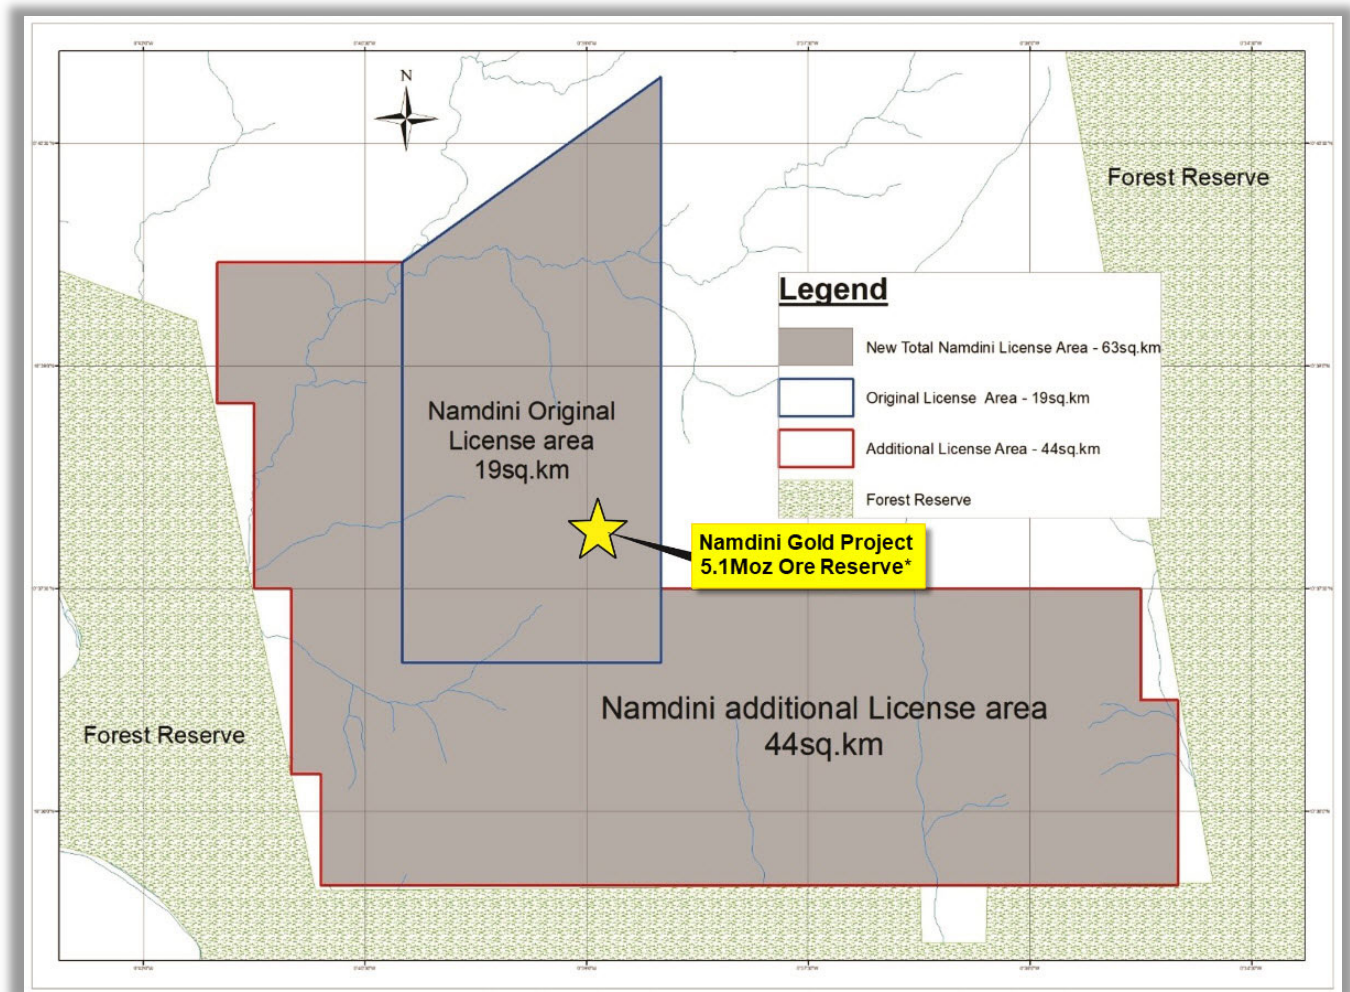 N
Forest Reserve
Legend
New Total Namdini License Area - 63sq.km
Original License Area - 19sq.km
Additional License Area - 44sq.km
Forest Reserve
Namdini Original
License area
19sq.km
Namdini Gold Project
5.1Moz Ore Reserve*
Namdini additional License area
44sq.km
Forest Reserve